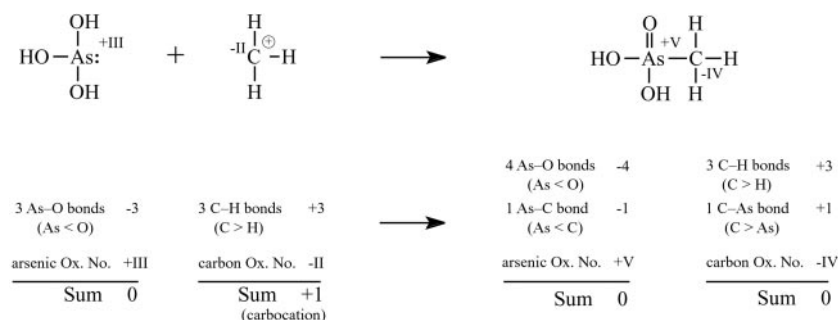 OH
HO–As: +III
OH
+
H
-II C ⊕ –H
H
O
HO–As +V –C -IV –H
OH
H
H
3 As–O bonds -3
(As < O)
arsenic Ox. No. +III
Sum 0
3 C–H bonds +3
(C > H)
carbon Ox. No. -II
Sum +1
(carbocation)
4 As–O bonds -4
(As < O)
1 As–C bond -1
(As < C)
arsenic Ox. No. +V
Sum 0
3 C–H bonds +3
(C > H)
1 C–As bond +1
(C > As)
carbon Ox. No. -IV
Sum 0